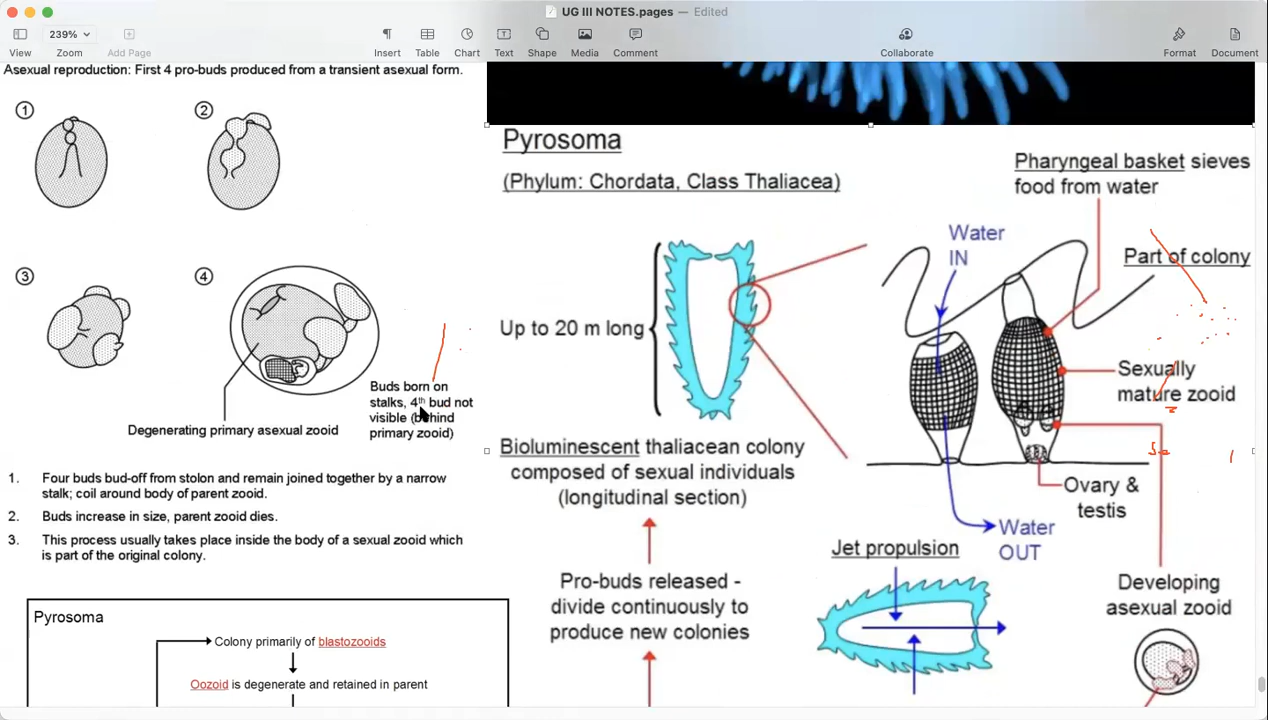 UG III NOTES.pages — Edited
239%
View
Zoom
Add Page
Insert
Table
Chart
Text
Shape
Media
Comment
Collaborate
Format
Document
Asexual reproduction: First 4 pro-buds produced from a transient asexual form.
1
2
3
4
Buds born on
stalks, 4th bud not
visible (behind
primary zooid)
Degenerating primary asexual zooid
1. Four buds bud-off from stolon and remain joined together by a narrow
stalk; coil around body of parent zooid.
2. Buds increase in size, parent zooid dies.
3. This process usually takes place inside the body of a sexual zooid which
is part of the original colony.
Pyrosoma
Colony primarily of blastozooids
Oozoid is degenerate and retained in parent
Pyrosoma
(Phylum: Chordata, Class Thaliacea)
Pharyngeal basket sieves
food from water
Water
IN
Part of colony
Up to 20 m long
Sexually
mature zooid
Bioluminescent thaliacean colony
composed of sexual individuals
(longitudinal section)
Ovary &
testis
Water
OUT
Jet propulsion
Pro-buds released -
divide continuously to
produce new colonies
Developing
asexual zooid